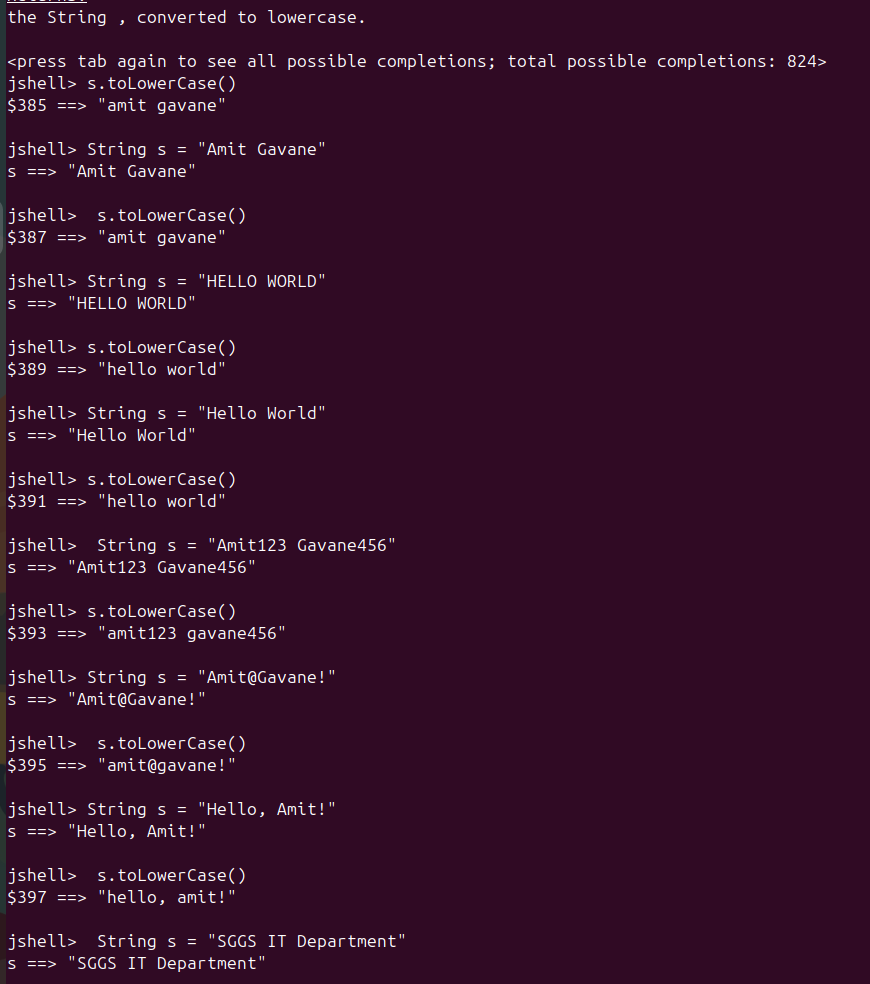 the String , converted to lowercase.
<press tab again to see all possible completions; total possible completions: 824>
jshell> s.toLowerCase()
$385 ==> "amit gavane"
jshell> String s = "Amit Gavane"
s ==> "Amit Gavane"
jshell>  s.toLowerCase()
$387 ==> "amit gavane"
jshell> String s = "HELLO WORLD"
s ==> "HELLO WORLD"
jshell> s.toLowerCase()
$389 ==> "hello world"
jshell> String s = "Hello World"
s ==> "Hello World"
jshell> s.toLowerCase()
$391 ==> "hello world"
jshell>  String s = "Amit123 Gavane456"
s ==> "Amit123 Gavane456"
jshell> s.toLowerCase()
$393 ==> "amit123 gavane456"
jshell> String s = "Amit@Gavane!"
s ==> "Amit@Gavane!"
jshell>  s.toLowerCase()
$395 ==> "amit@gavane!"
jshell> String s = "Hello, Amit!"
s ==> "Hello, Amit!"
jshell>  s.toLowerCase()
$397 ==> "hello, amit!"
jshell>  String s = "SGGS IT Department"
s ==> "SGGS IT Department"